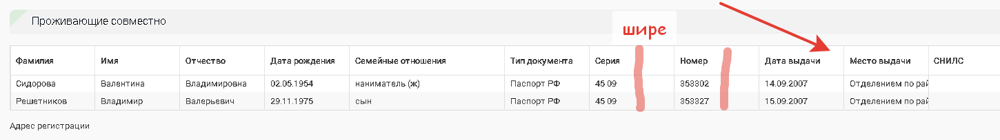 Проживающие совместно
шире
Фамилия Имя Отчество Дата рождения Семейные отношения Тип документа Серия Номер Дата выдачи Место выдачи СНИЛС
Сидорова Валентина Владимировна 02.05.1954 наниматель (ж) Паспорт РФ 45 09 353302 14.09.2007 Отделением по рай
Решетников Владимир Валерьевич 29.11.1975 сын Паспорт РФ 45 09 353327 15.09.2007 Отделением по рай
Адрес регистрации